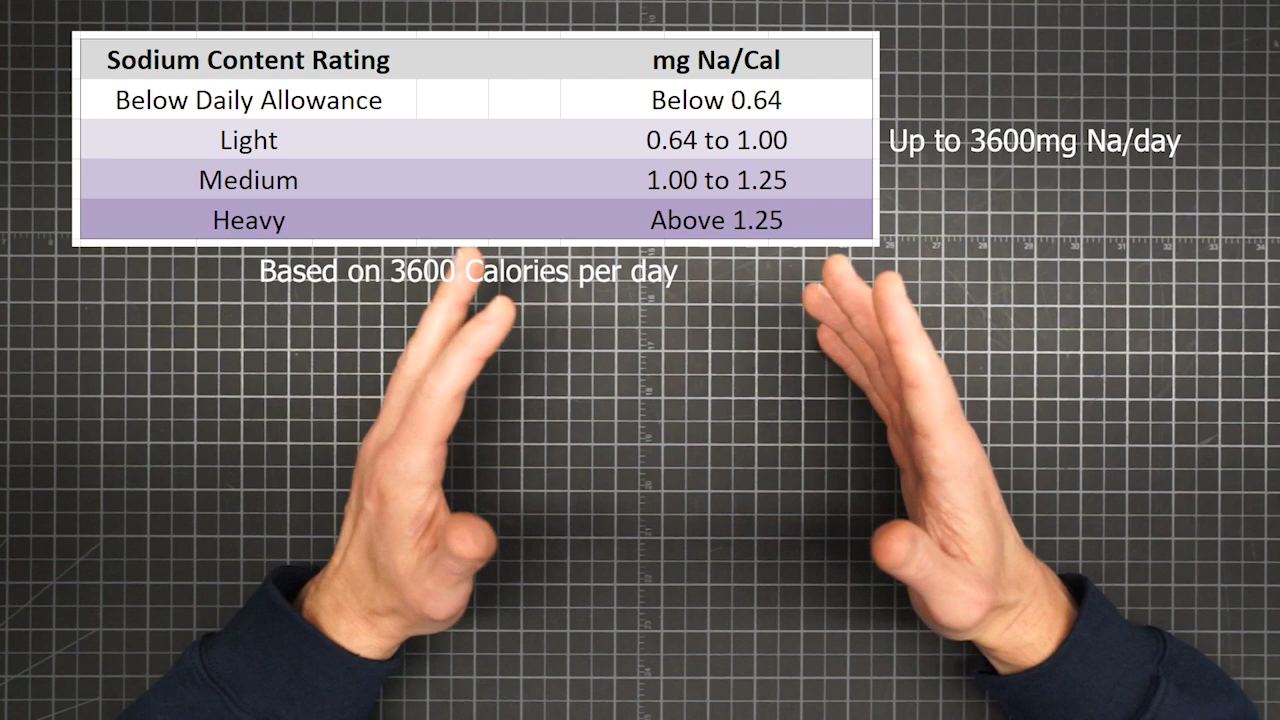 Sodium Content Rating mg Na/Cal
Below Daily Allowance Below 0.64
Light 0.64 to 1.00 Up to 3600mg Na/day
Medium 1.00 to 1.25
Heavy Above 1.25
Based on 3600 Calories per day